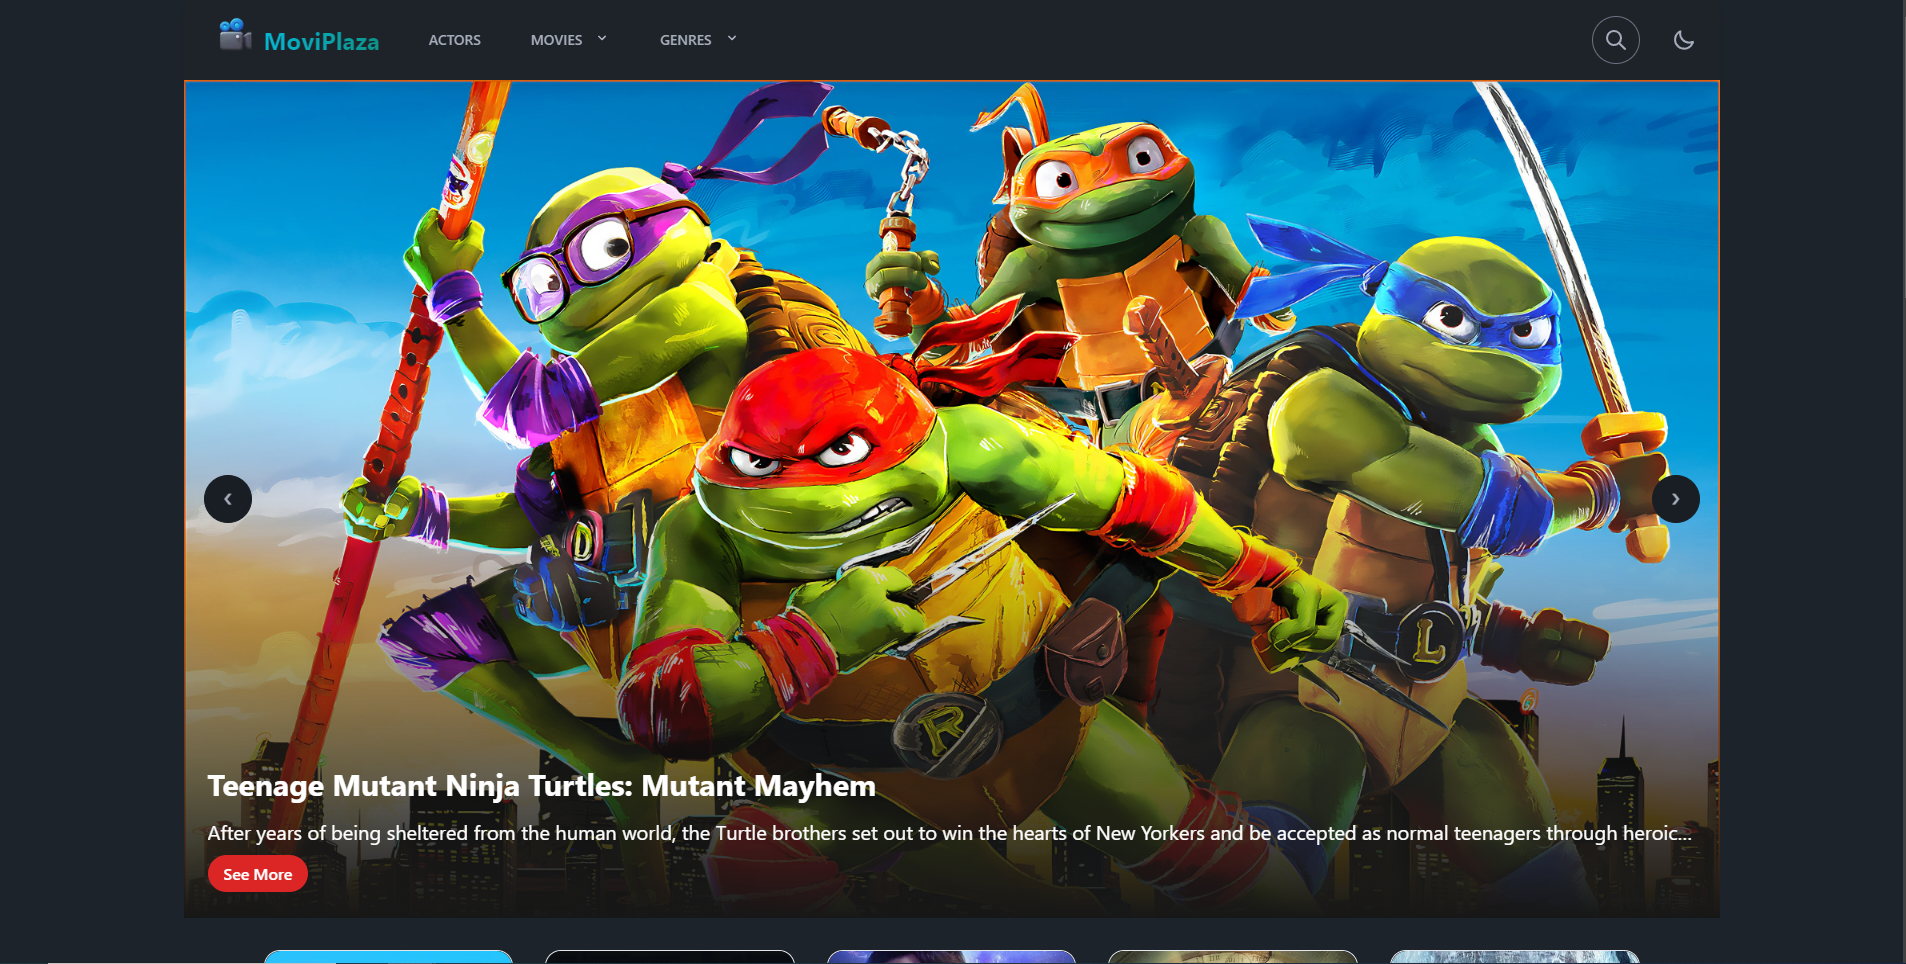 MoviPlaza
ACTORS
MOVIES
GENRES
D
L
R
Teenage Mutant Ninja Turtles: Mutant Mayhem
After years of being sheltered from the human world, the Turtle brothers set out to win the hearts of New Yorkers and be accepted as normal teenagers through heroic...
See More